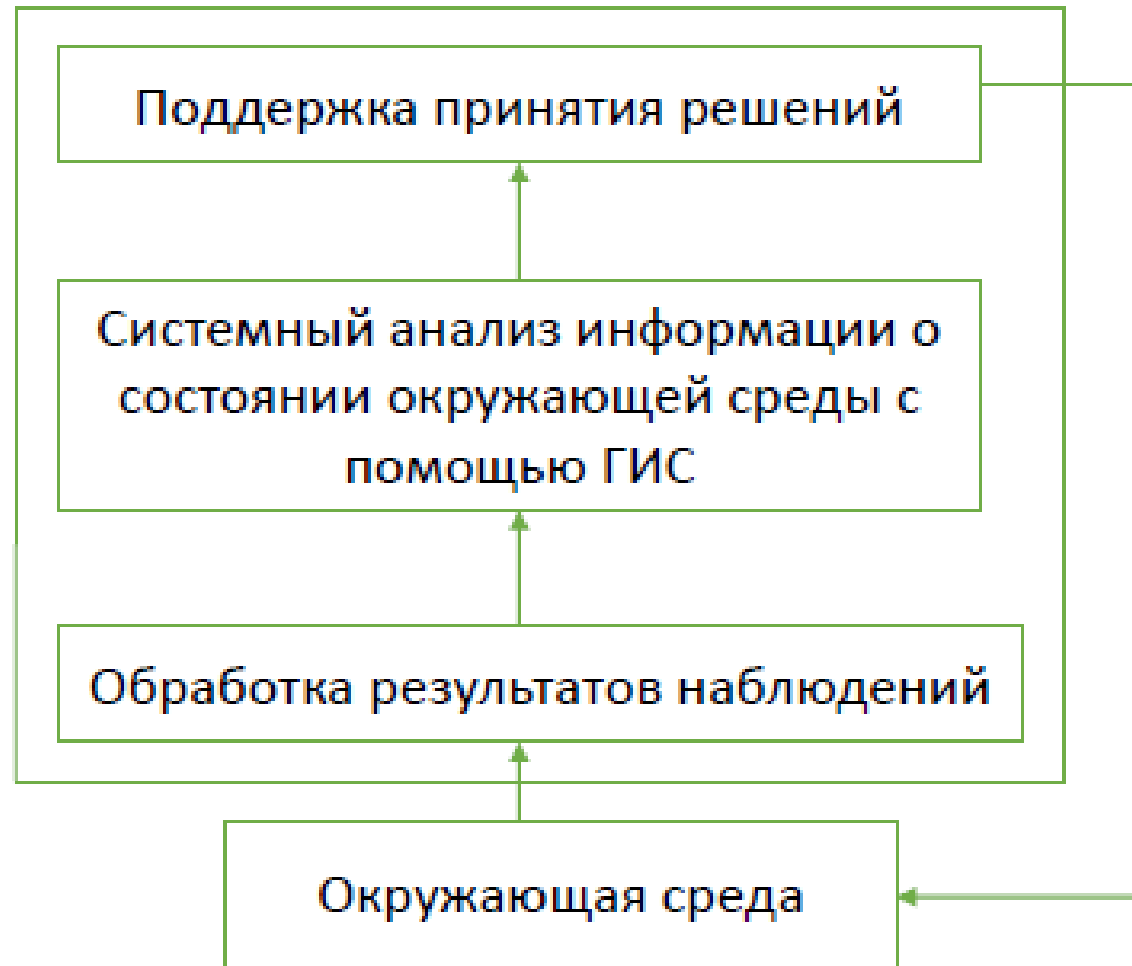 Поддержка принятия решений
Системный анализ информации о
состоянии окружающей среды с
помощью ГИС
Обработка результатов наблюдений
Окружающая среда